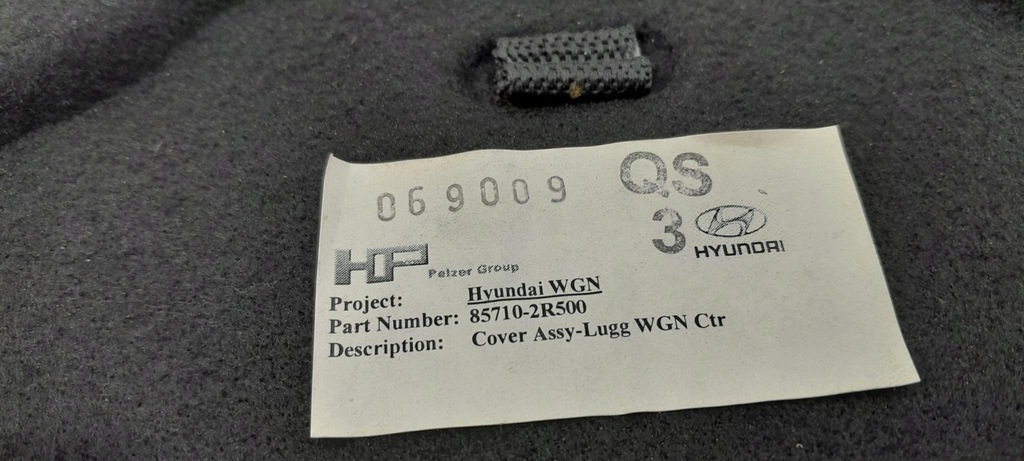 069009
QS
3
HYUNDAI
HP Pelzer Group
Project: Hyundai WGN
Part Number: 85710-2R500
Description: Cover Assy-Lugg WGN Ctr